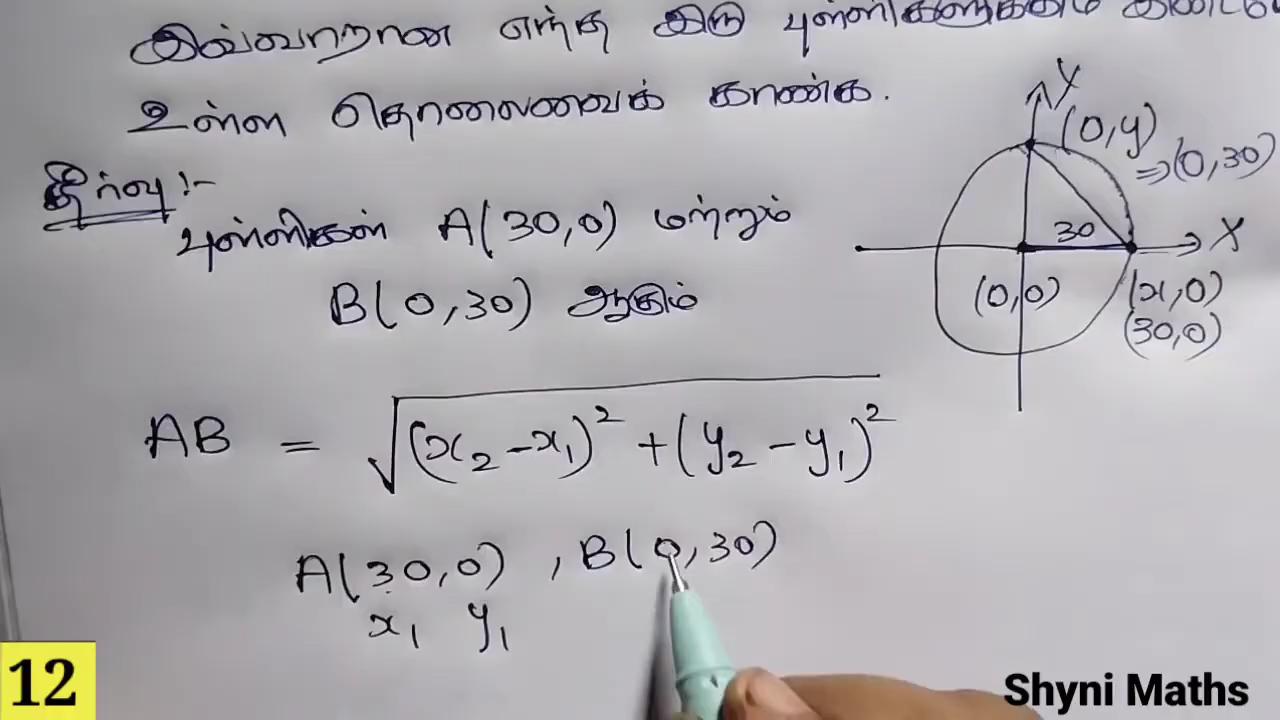 இவ்வாறான எந்த இரு புள்ளிகளுக்கும்
உள்ள தொலைவைக் காண்க.
தீர்வு :-
புள்ளிகள் A(30,0) மற்றும்
B(0,30) ஆகும்
Y
(0,y)
⇒(0,30)
30
X
(0,0)
(x,0)
(30,0)
AB = √(x₂-x₁)² + (y₂-y₁)²
A(30,0) , B(0,30)
x₁ y₁
12
Shyni Maths